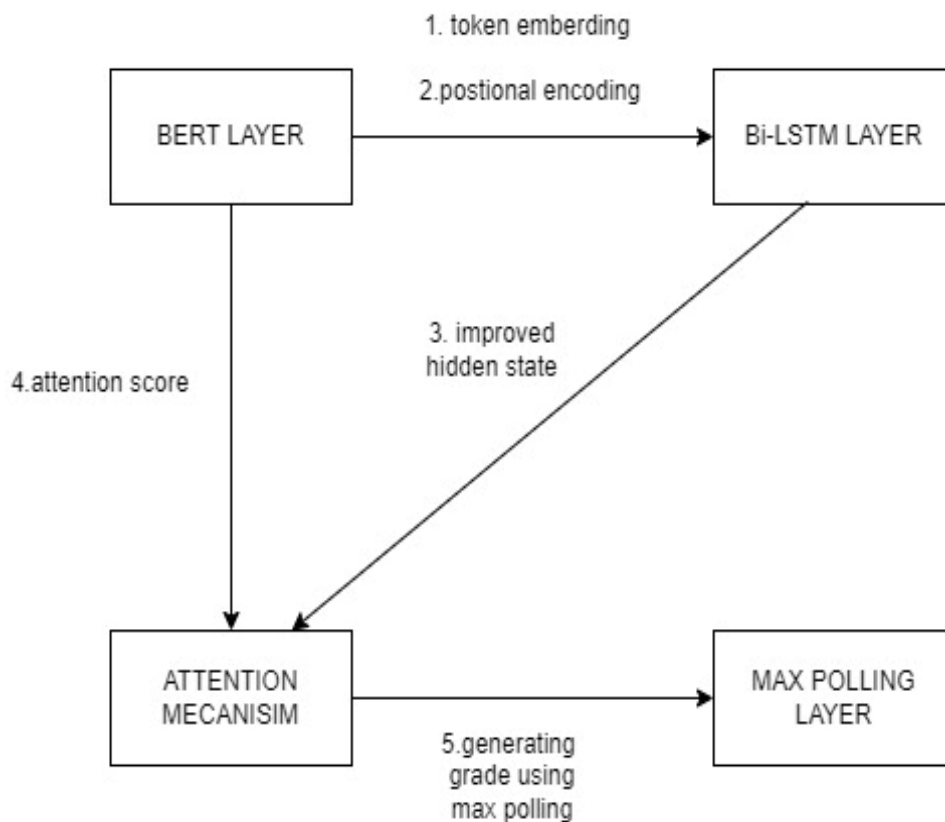 1. token emberding
2.postional encoding
BERT LAYER
Bi-LSTM LAYER
3. improved
hidden state
4.attention score
ATTENTION
MECANISIM
MAX POLLING
LAYER
5.generating
grade using
max polling